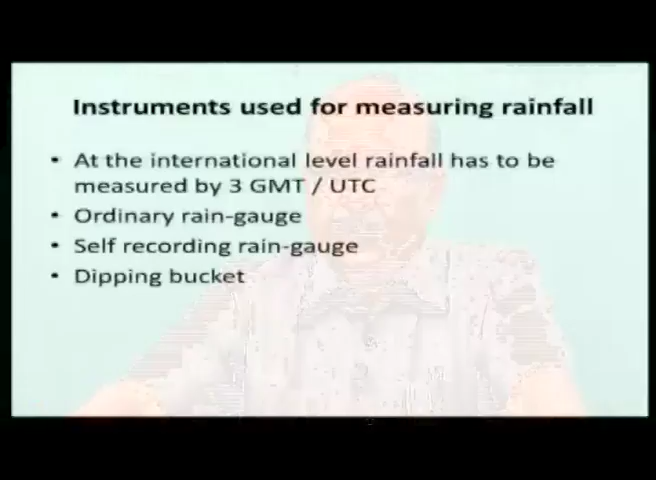 Instruments used for measuring rainfall
• At the international level rainfall has to be
measured by 3 GMT / UTC
• Ordinary rain-gauge
• Self recording rain-gauge
• Dipping bucket